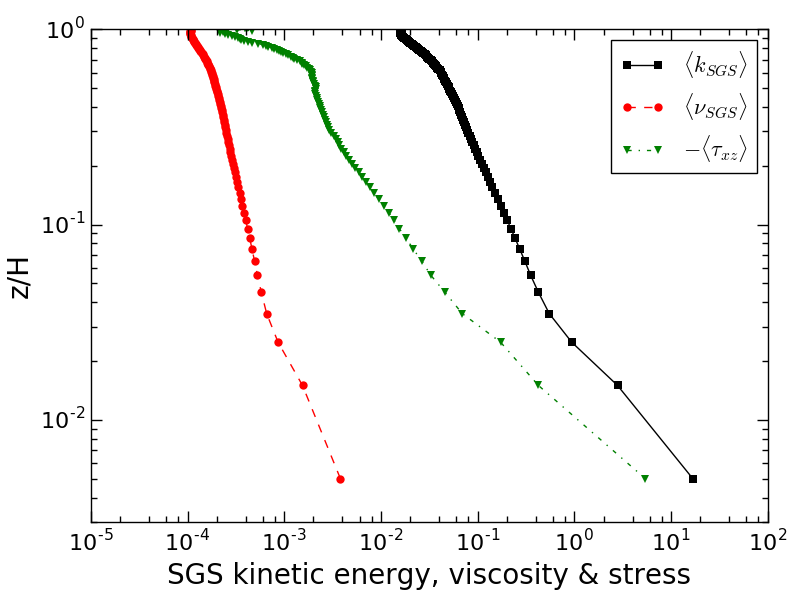 10⁰
⟨k_SGS⟩
⟨ν_SGS⟩
−⟨τ_xz⟩
10⁻¹
z/H
10⁻²
10⁻⁵ 10⁻⁴ 10⁻³ 10⁻² 10⁻¹ 10⁰ 10¹ 10²
SGS kinetic energy, viscosity & stress